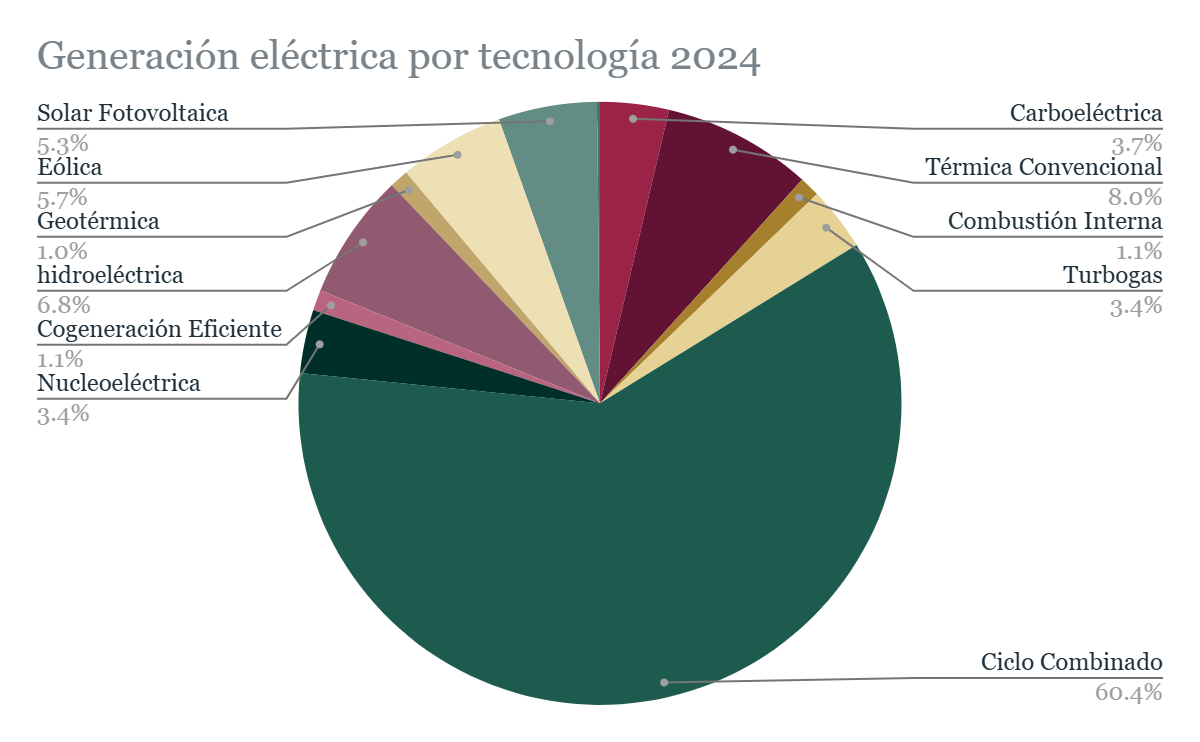 Generación eléctrica por tecnología 2024
Solar Fotovoltaica
5.3%
Eólica
5.7%
Geotérmica
1.0%
hidroeléctrica
6.8%
Cogeneración Eficiente
1.1%
Nucleoeléctrica
3.4%
Carboeléctrica
3.7%
Térmica Convencional
8.0%
Combustión Interna
1.1%
Turbogas
3.4%
Ciclo Combinado
60.4%